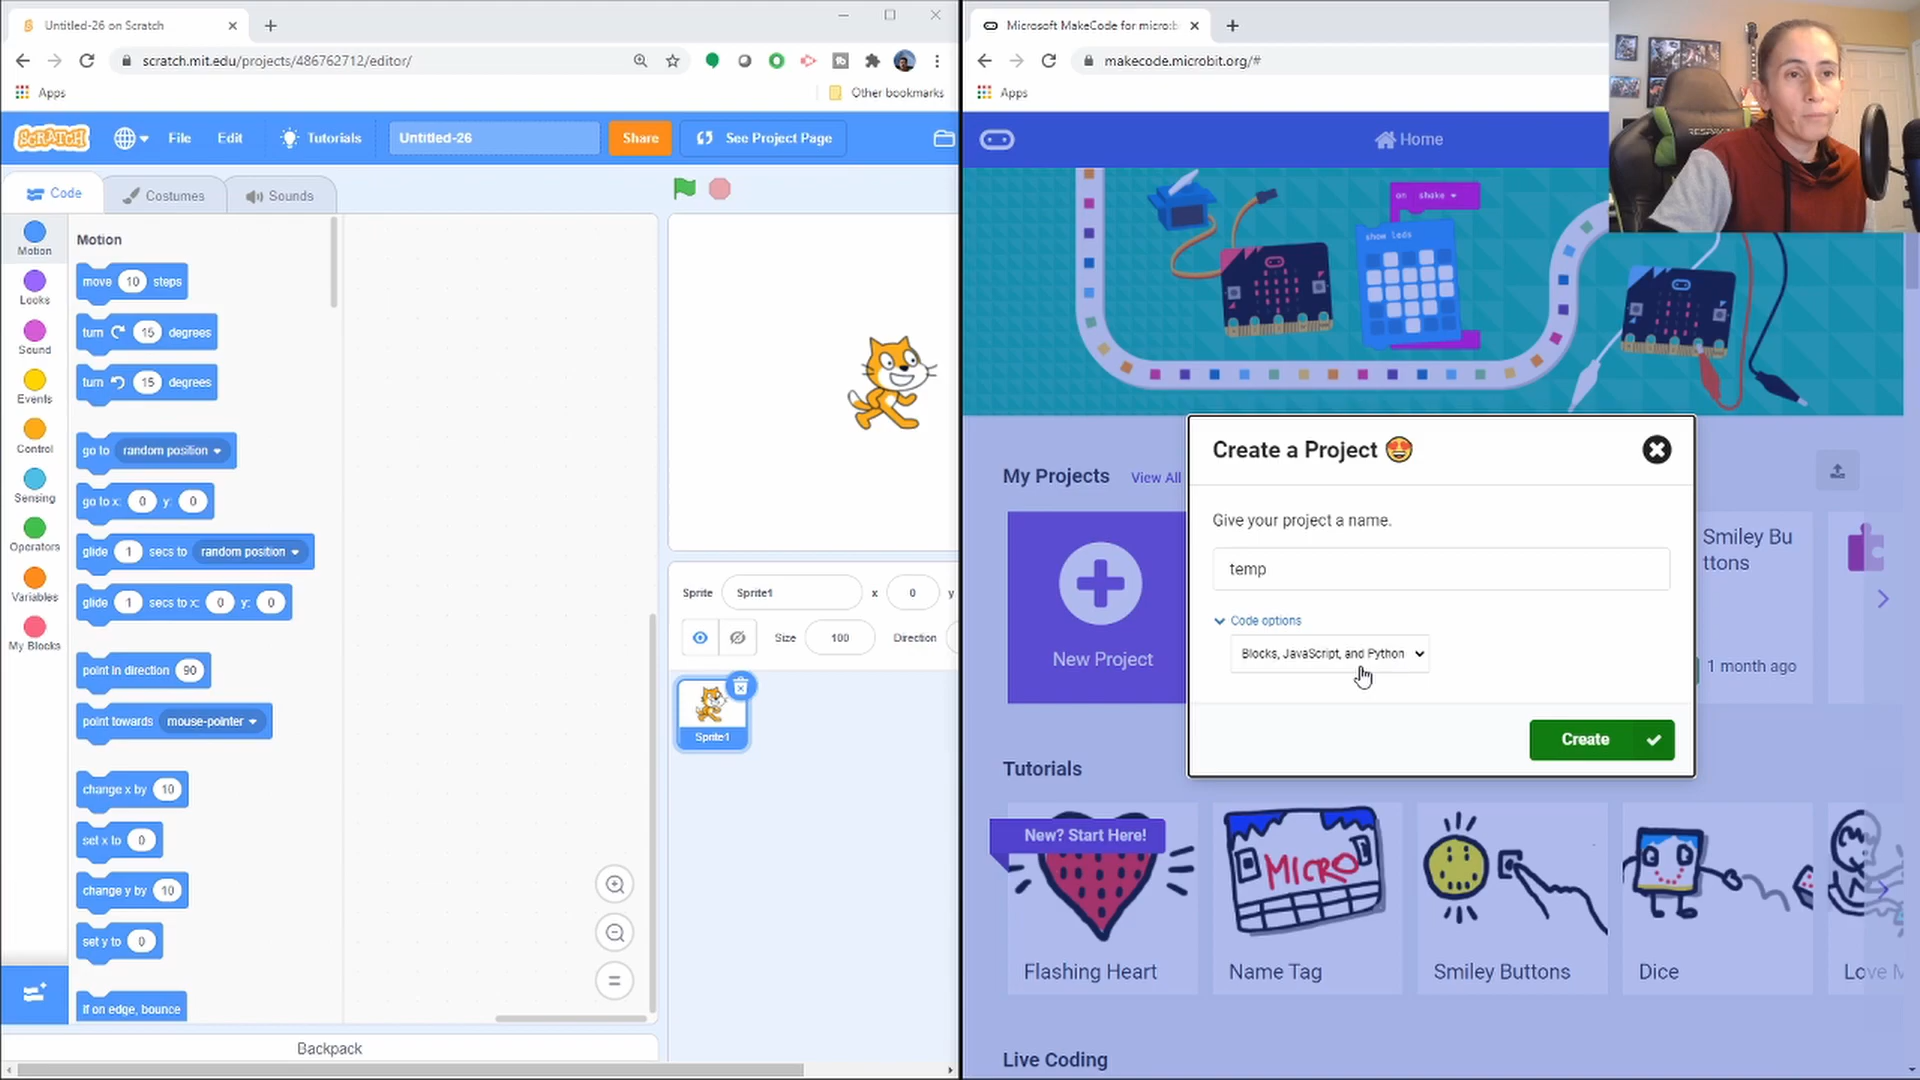 Untitled-26 on Scratch
scratch.mit.edu/projects/486762712/editor/
Apps
Other bookmarks
SCRATCH
File
Edit
Tutorials
Untitled-26
Share
See Project Page
Code
Costumes
Sounds
Motion
Looks
Sound
Events
Control
Sensing
Operators
Variables
My Blocks
Motion
move 10 steps
turn 15 degrees
turn 15 degrees
go to random position
go to x: 0 y: 0
glide 1 secs to random position
glide 1 secs to x: 0 y: 0
point in direction 90
point towards mouse-pointer
change x by 10
set x to 0
change y by 10
set y to 0
if on edge, bounce
Backpack
Sprite Sprite1 x 0 y
Size 100 Direction
Sprite1
Microsoft MakeCode for micro:b
makecode.microbit.org/#
Apps
Home
on shake
show leds
My Projects View All
New Project
Smiley Bu
ttons
1 month ago
Create a Project 😍
Give your project a name.
temp
Code options
Blocks, JavaScript, and Python
Create
Tutorials
New? Start Here!
MICRO
Flashing Heart
Name Tag
Smiley Buttons
Dice
Love M
Live Coding